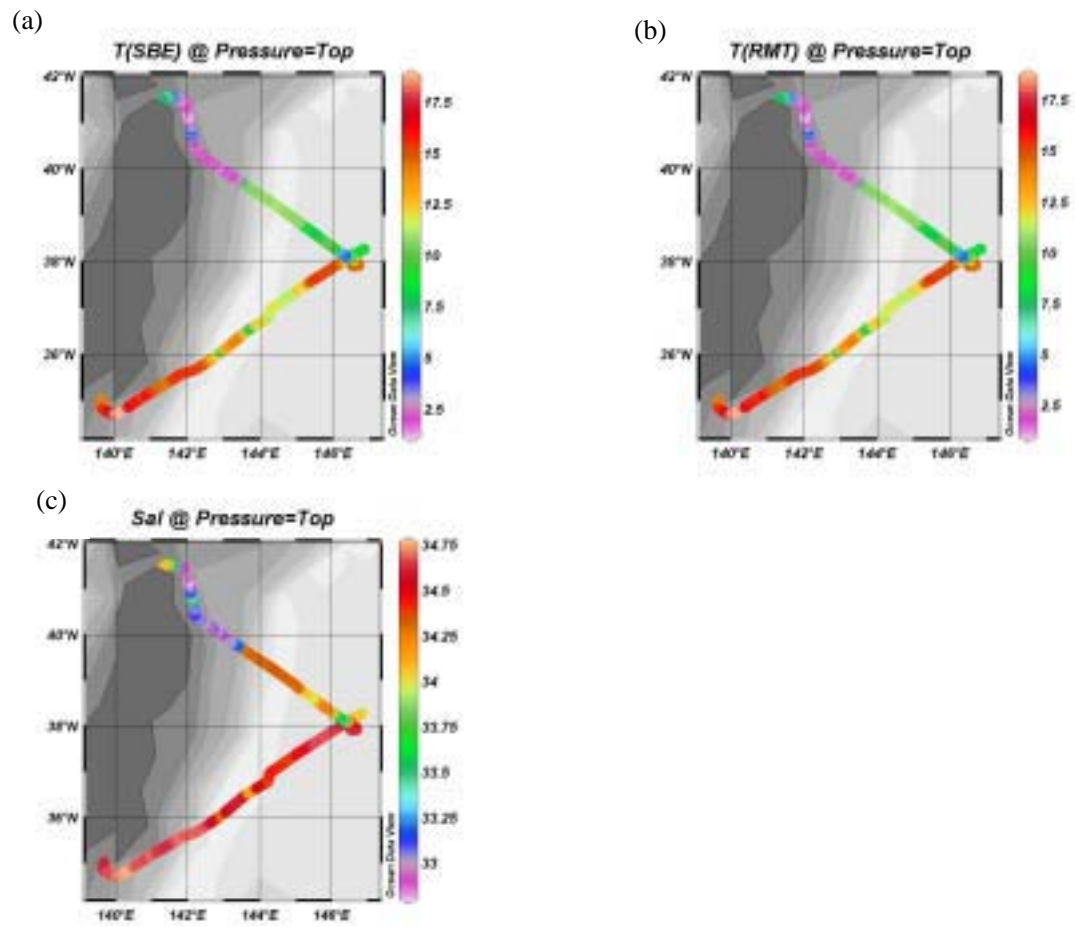 (a)
T(SBE) @ Pressure=Top
42°N
40°N
38°N
36°N
140°E 142°E 144°E 146°E
17.5
15
12.5
10
7.5
5
2.5
Ocean Data View
(b)
T(RMT) @ Pressure=Top
42°N
40°N
38°N
36°N
140°E 142°E 144°E 146°E
17.5
15
12.5
10
7.5
5
2.5
Ocean Data View
(c)
Sal @ Pressure=Top
42°N
40°N
38°N
36°N
140°E 142°E 144°E 146°E
34.75
34.5
34.25
34
33.75
33.5
33.25
33
Ocean Data View